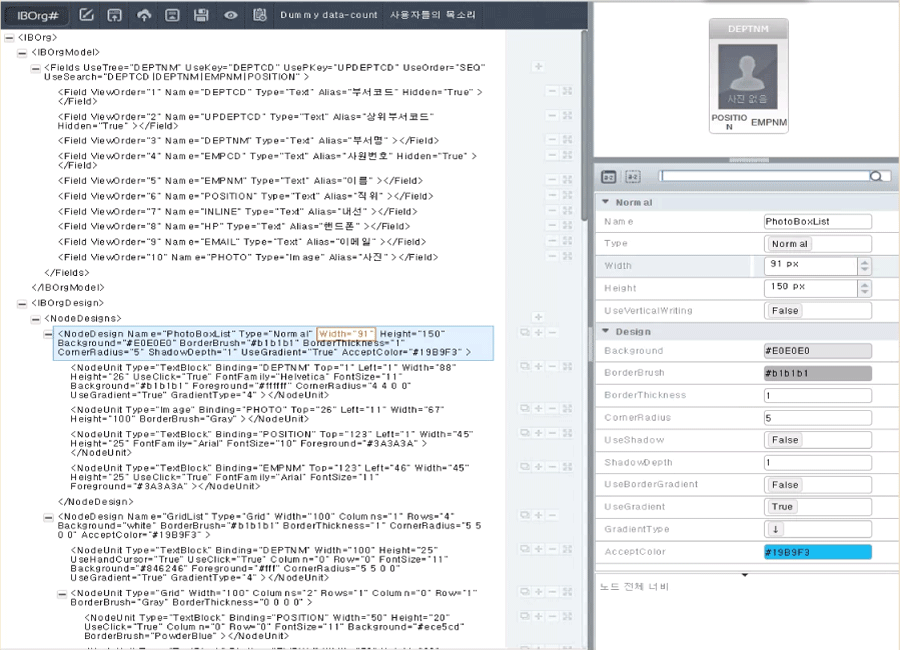 IBOrg# Dummy data-count 사용자들의 목소리
<IBOrg>
<IBOrgModel>
<Fields UseTree="DEPTNM" UseKey="DEPTCD" UsePKey="UPDEPTCD" UseOrder="SEQ"
UseSearch="DEPTCD|DEPTNM|EMPNM|POSITION" >
<Field ViewOrder="1" Name="DEPTCD" Type="Text" Alias="부서코드" Hidden="True" >
</Field>
<Field ViewOrder="2" Name="UPDEPTCD" Type="Text" Alias="상위부서코드"
Hidden="True" ></Field>
<Field ViewOrder="3" Name="DEPTNM" Type="Text" Alias="부서명" ></Field>
<Field ViewOrder="4" Name="EMPCD" Type="Text" Alias="사원번호" Hidden="True" >
</Field>
<Field ViewOrder="5" Name="EMPNM" Type="Text" Alias="이름" ></Field>
<Field ViewOrder="6" Name="POSITION" Type="Text" Alias="직위" ></Field>
<Field ViewOrder="7" Name="INLINE" Type="Text" Alias="내선" ></Field>
<Field ViewOrder="8" Name="HP" Type="Text" Alias="핸드폰" ></Field>
<Field ViewOrder="9" Name="EMAIL" Type="Text" Alias="이메일" ></Field>
<Field ViewOrder="10" Name="PHOTO" Type="Image" Alias="사진" ></Field>
</Fields>
</IBOrgModel>
<IBOrgDesign>
<NodeDesigns>
<NodeDesign Name="PhotoBoxList" Type="Normal" Width="91" Height="150"
Background="#E0E0E0" BorderBrush="#b1b1b1" BorderThickness="1"
CornerRadius="5" ShadowDepth="1" UseGradient="True" AcceptColor="#19B9F3" >
<NodeUnit Type="TextBlock" Binding="DEPTNM" Top="1" Left="1" Width="88"
Height="26" UseClick="True" FontFamily="Helvetica" FontSize="11"
Background="#b1b1b1" Foreground="#ffffff" CornerRadius="4 4 0 0"
UseGradient="True" GradientType="4" ></NodeUnit>
<NodeUnit Type="Image" Binding="PHOTO" Top="26" Left="11" Width="67"
Height="100" BorderBrush="Gray" ></NodeUnit>
<NodeUnit Type="TextBlock" Binding="POSITION" Top="123" Left="1" Width="45"
Height="25" FontFamily="Arial" FontSize="10" Foreground="#3A3A3A" >
</NodeUnit>
<NodeUnit Type="TextBlock" Binding="EMPNM" Top="123" Left="46" Width="45"
Height="25" UseClick="True" FontFamily="Arial" FontSize="11"
Foreground="#3A3A3A" ></NodeUnit>
</NodeDesign>
<NodeDesign Name="GridList" Type="Grid" Width="100" Columns="1" Rows="4"
Background="white" BorderBrush="#b1b1b1" BorderThickness="1" CornerRadius="5 5
0 0" AcceptColor="#19B9F3" >
<NodeUnit Type="TextBlock" Binding="DEPTNM" Width="100" Height="25"
UseHandCursor="True" UseClick="True" Column="0" Row="0" FontSize="11"
Background="#846246" Foreground="#fff" CornerRadius="5 5 0 0"
UseGradient="True" GradientType="4" ></NodeUnit>
<NodeUnit Type="Grid" Width="100" Columns="2" Rows="1" Column="0" Row="1"
BorderBrush="Gray" BorderThickness="0 0 0 0" >
<NodeUnit Type="TextBlock" Binding="POSITION" Width="50" Height="20"
UseClick="True" Column="0" Row="0" FontSize="11" Background="#ece5cd"
BorderBrush="PowderBlue" ></NodeUnit>
DEPTNM
사진 없음
POSITIO
N
EMPNM
Normal
Name PhotoBoxList
Type Normal
Width 91 px
Height 150 px
UseVerticalWriting False
Design
Background #E0E0E0
BorderBrush #b1b1b1
BorderThickness 1
CornerRadius 5
UseShadow False
ShadowDepth 1
UseBorderGradient False
UseGradient True
GradientType ↓
AcceptColor #19B9F3
노드 전체 너비